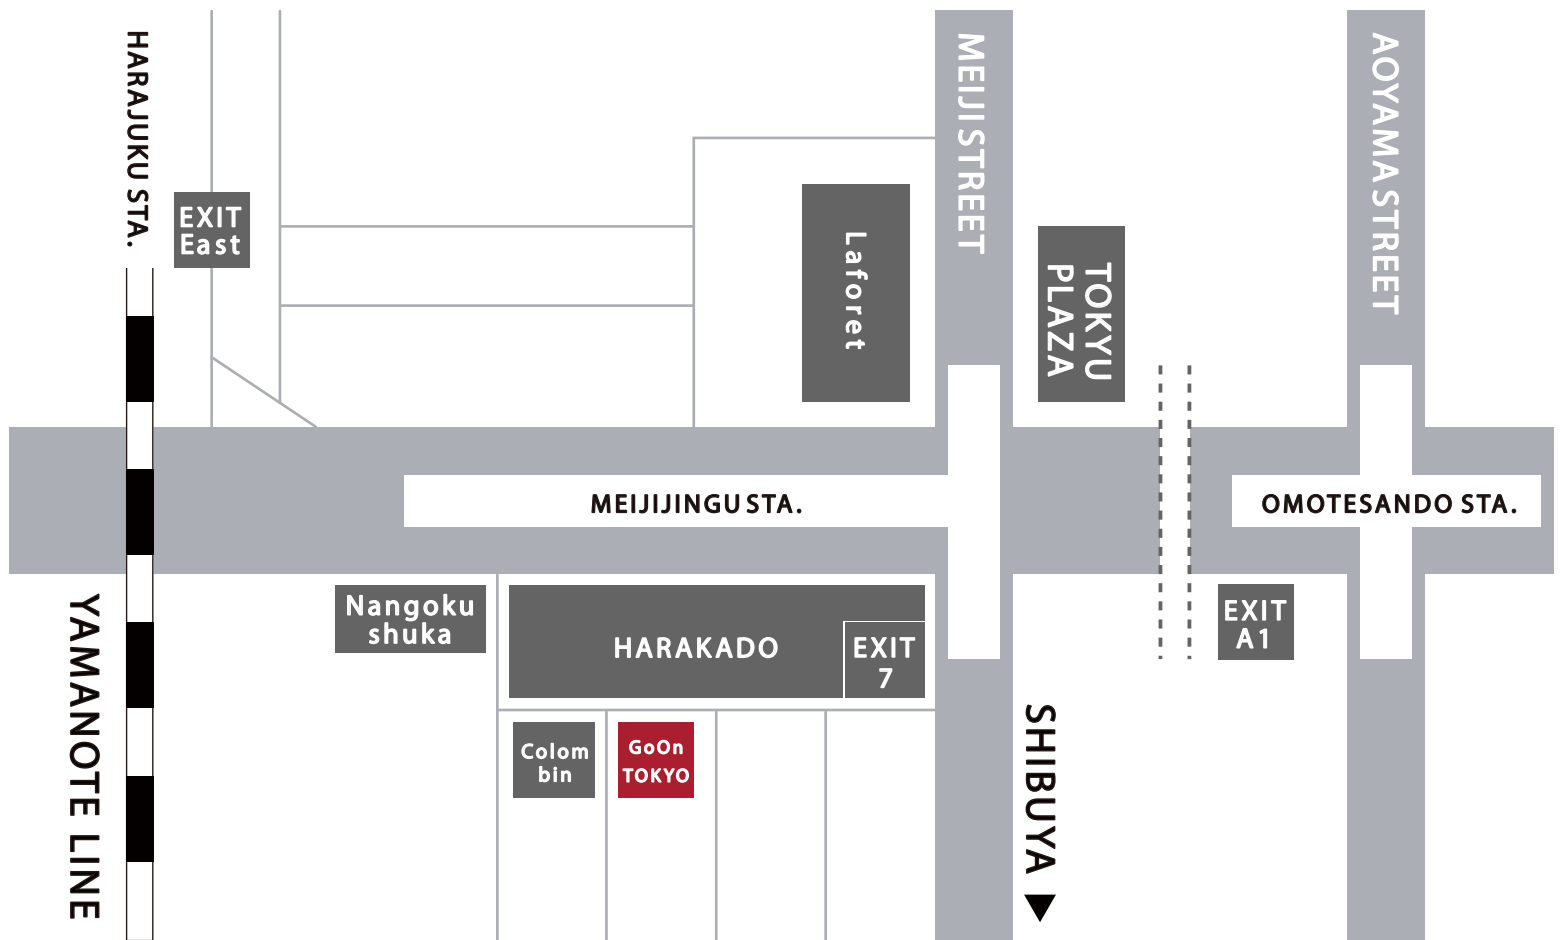 HARAJUKU STA.
EXIT
East
MEIJI STREET
AOYAMA STREET
Laforet
TOKYU
PLAZA
MEIJIJINGU STA.
OMOTESANDO STA.
YAMANOTE LINE
Nangoku
shuka
HARAKADO
EXIT
7
EXIT
A1
Colom
bin
GoOn
TOKYO
SHIBUYA